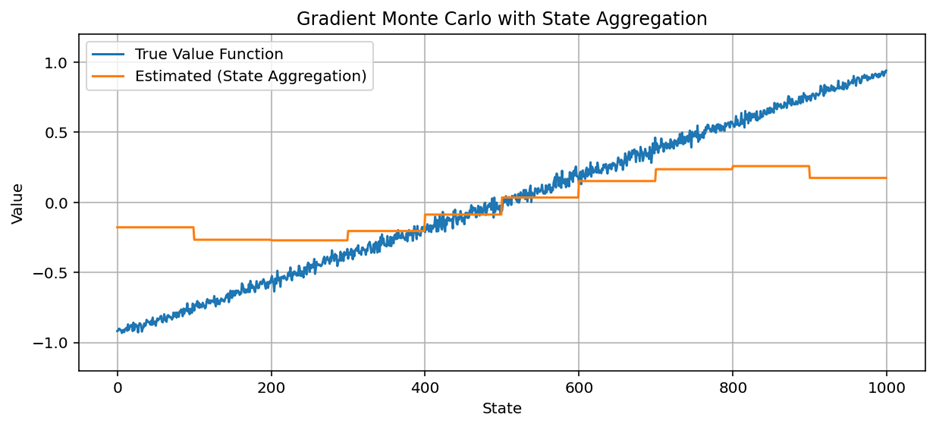 Gradient Monte Carlo with State Aggregation
True Value Function
Estimated (State Aggregation)
1.0
0.5
0.0
−0.5
−1.0
Value
0 200 400 600 800 1000
State